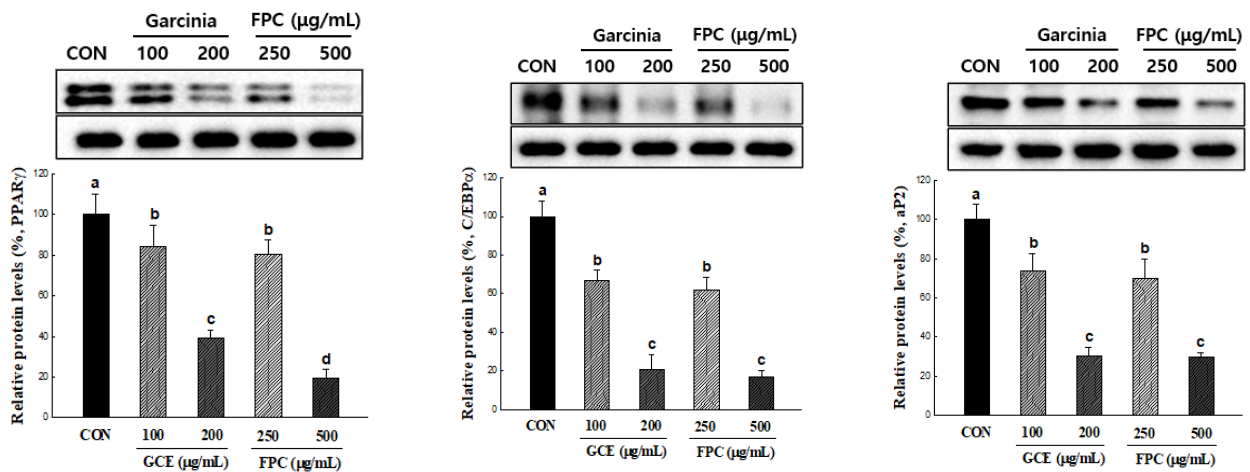 Garcinia FPC (μg/mL)
CON 100 200 250 500
Relative protein levels (%, PPARγ)
120
100
80
60
40
20
0
a
b
c
b
d
CON 100 200 250 500
GCE (μg/mL) FPC (μg/mL)
Garcinia FPC (μg/mL)
CON 100 200 250 500
Relative protein levels (%, C/EBPα)
120
100
80
60
40
20
0
a
b
c
b
c
CON 100 200 250 500
GCE (μg/mL) FPC (μg/mL)
Garcinia FPC (μg/mL)
CON 100 200 250 500
Relative protein levels (%, aP2)
120
100
80
60
40
20
0
a
b
c
b
c
CON 100 200 250 500
GCE (μg/mL) FPC (μg/mL)